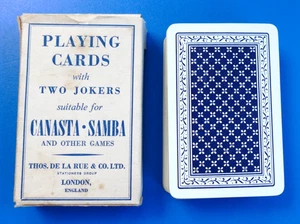 PLAYING
CARDS
with
TWO JOKERS
suitable for
CANASTA - SAMBA
AND OTHER GAMES
THOS. DE LA RUE & CO. LTD.
STATIONERS GROUP
LONDON,
ENGLAND